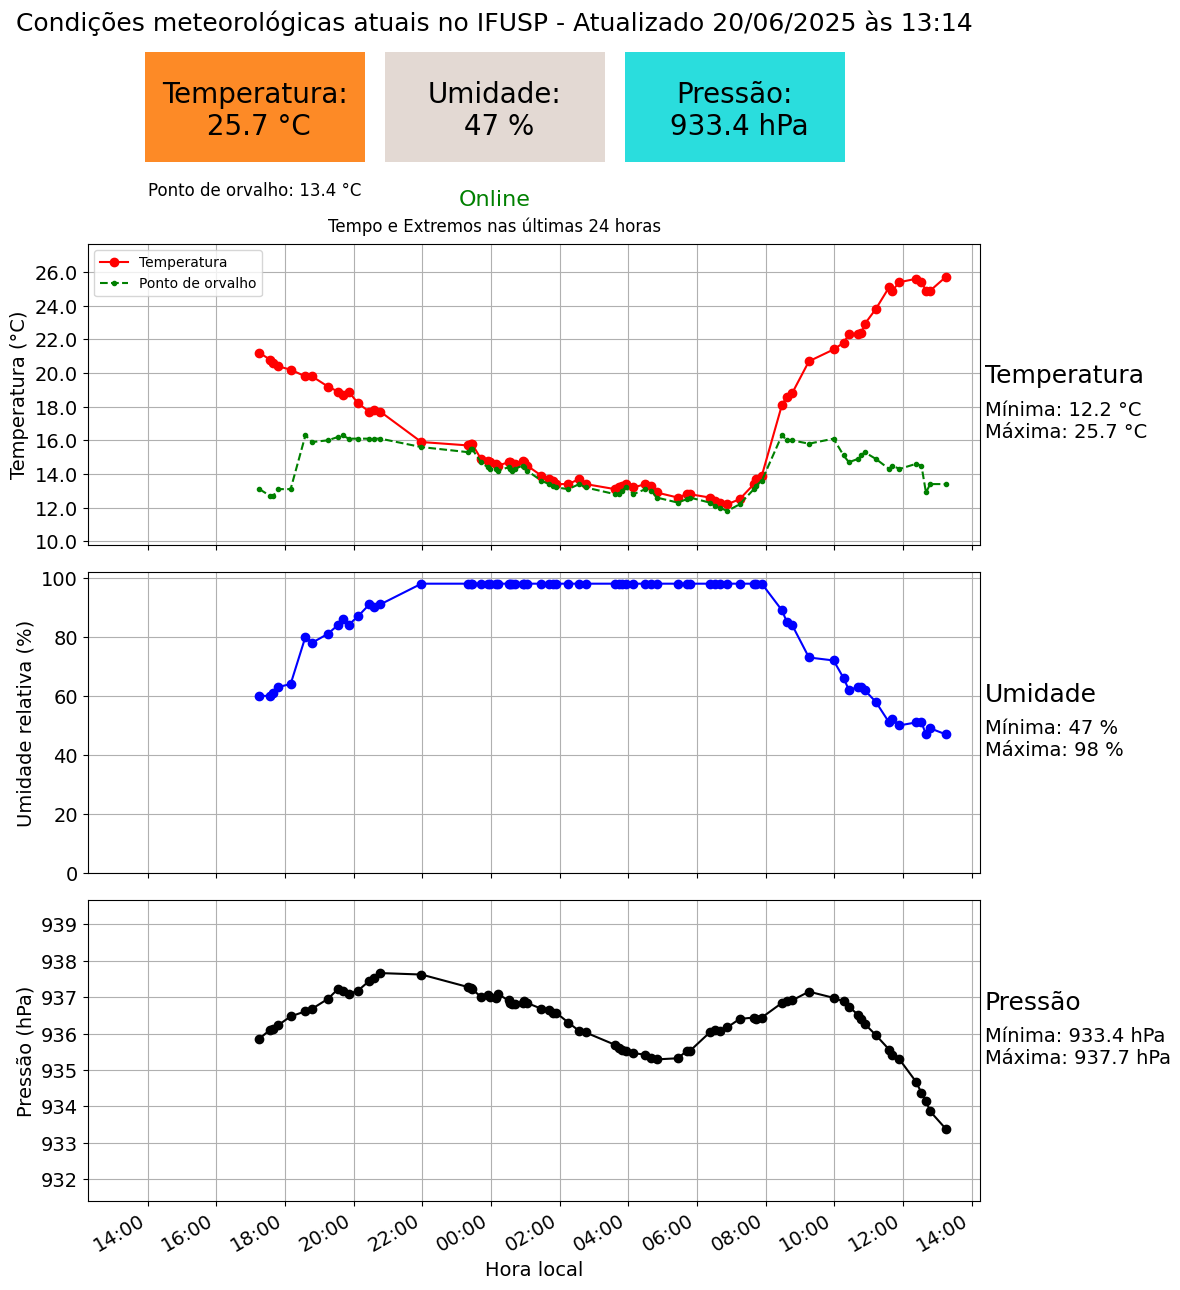 Condições meteorológicas atuais no IFUSP - Atualizado 20/06/2025 às 13:14
Temperatura:
25.7 °C
Umidade:
47 %
Pressão:
933.4 hPa
Ponto de orvalho: 13.4 °C
Online
Tempo e Extremos nas últimas 24 horas
Temperatura (°C)
26.0
24.0
22.0
20.0
18.0
16.0
14.0
12.0
10.0
Temperatura
Ponto de orvalho
Temperatura
Mínima: 12.2 °C
Máxima: 25.7 °C
Umidade relativa (%)
100
80
60
40
20
0
Umidade
Mínima: 47 %
Máxima: 98 %
Pressão (hPa)
939
938
937
936
935
934
933
932
Pressão
Mínima: 933.4 hPa
Máxima: 937.7 hPa
14:00 16:00 18:00 20:00 22:00 00:00 02:00 04:00 06:00 08:00 10:00 12:00 14:00
Hora local